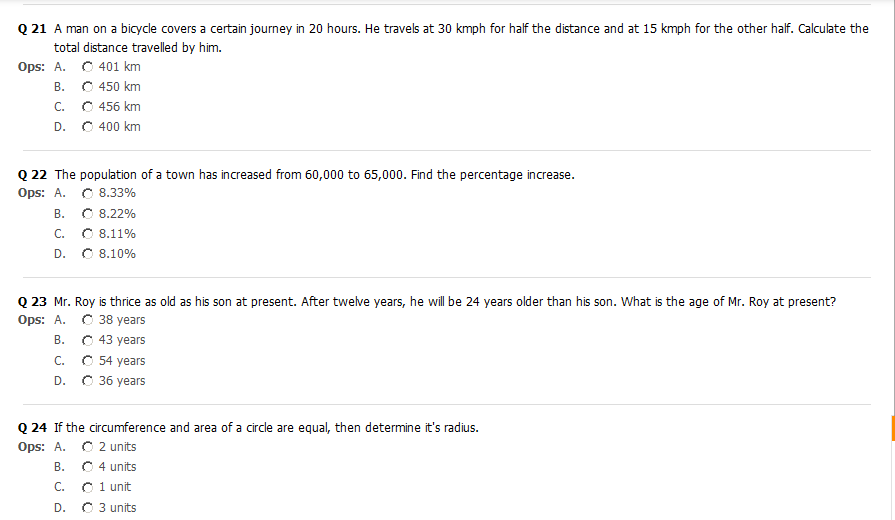 Q 21 A man on a bicycle covers a certain journey in 20 hours. He travels at 30 kmph for half the distance and at 15 kmph for the other half. Calculate the
total distance travelled by him.
Ops: A. 401 km
B. 450 km
C. 456 km
D. 400 km
Q 22 The population of a town has increased from 60,000 to 65,000. Find the percentage increase.
Ops: A. 8.33%
B. 8.22%
C. 8.11%
D. 8.10%
Q 23 Mr. Roy is thrice as old as his son at present. After twelve years, he will be 24 years older than his son. What is the age of Mr. Roy at present?
Ops: A. 38 years
B. 43 years
C. 54 years
D. 36 years
Q 24 If the circumference and area of a circle are equal, then determine it's radius.
Ops: A. 2 units
B. 4 units
C. 1 unit
D. 3 units